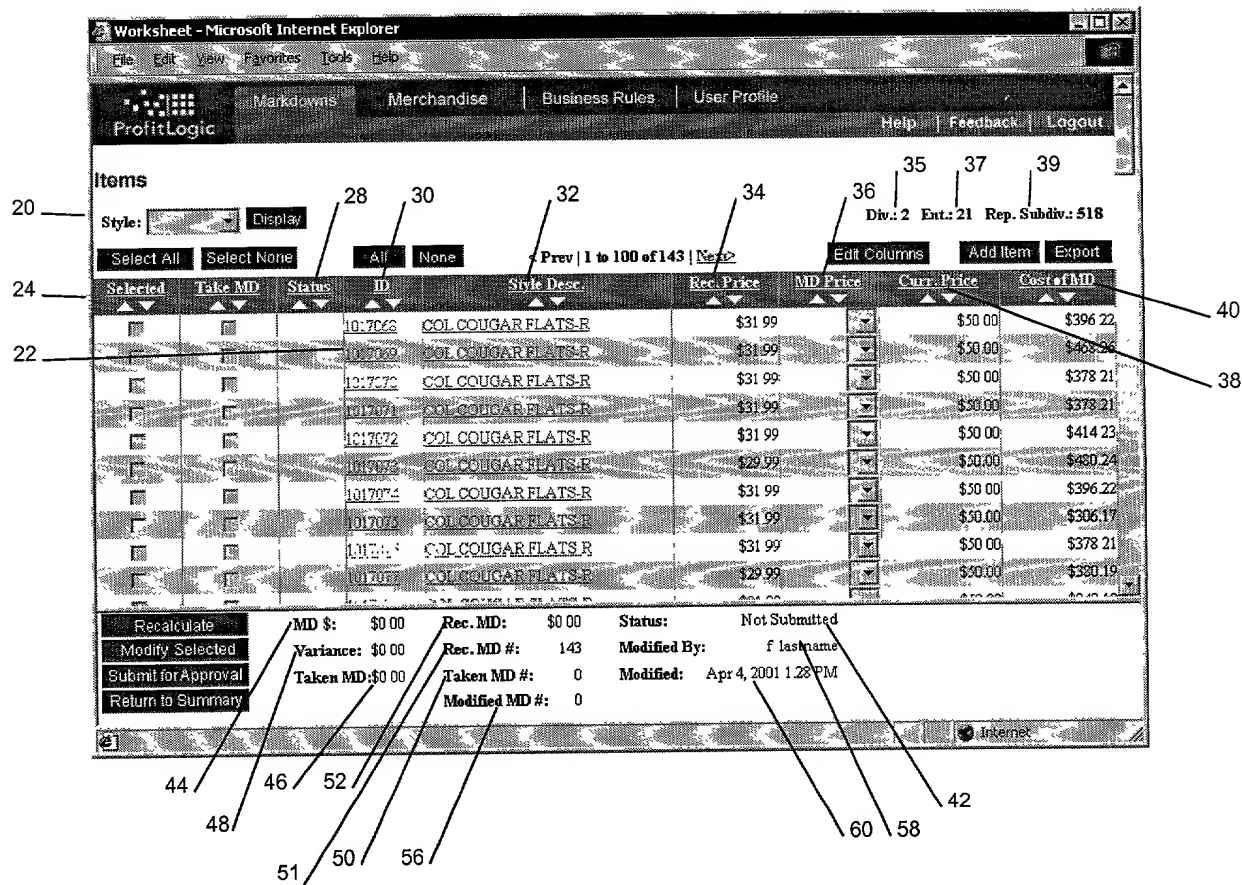 Worksheet - Microsoft Internet Explorer
File Edit View Favorites Tools Help
ProfitLogic
Markdowns Merchandise Business Rules User Profile
Help | Feedback | Logout
Items
20 28 30 32 34 36 35 37 39
Style: Display Div.: 2 Ent.: 21 Rep. Subdiv.: 518
Select All Select None All None < Prev | 1 to 100 of 143 | Next> Edit Columns Add Item Export
24 Selected Take MD Status ID Style Desc. Rec. Price MD Price Curr. Price Cost of MD
40
1017068 COL COUGAR FLATS-R $31 99 $50 00 $396 22
22 1017069 COL COUGAR FLATS-R $31.99 $50 00
38
COL COUGAR FLATS-R $31 99 $50 00 $378 21
1017071 COL COUGAR FLATS-R $31.99 $50.00 $378.21
1017072 COL COUGAR FLATS-R $31 99 $50 00 $414 23
1017073 COL COUGAR FLATS-R $29.99 $50.00 $480.24
COL COUGAR FLATS-R $31 99 $50 00 $396.22
1017075 COL COUGAR FLATS-R $31.99 $50.00 $306.17
COL COUGAR FLATS R $31 99 $50 00 $378 21
1017077 COL COUGAR FLATS-R $29.99 $50.00 $380.19
Recalculate MD $: $0 00 Rec. MD: $0 00 Status: Not Submitted
Modify Selected Variance: $0 00 Rec. MD #: 143 Modified By: f lastname
Submit for Approval Taken MD: $0 00 Taken MD #: 0 Modified: Apr 4, 2001 1.28 PM
Return to Summary Modified MD #: 0
Internet
44 46 52 42
48 60 58
50 56
51